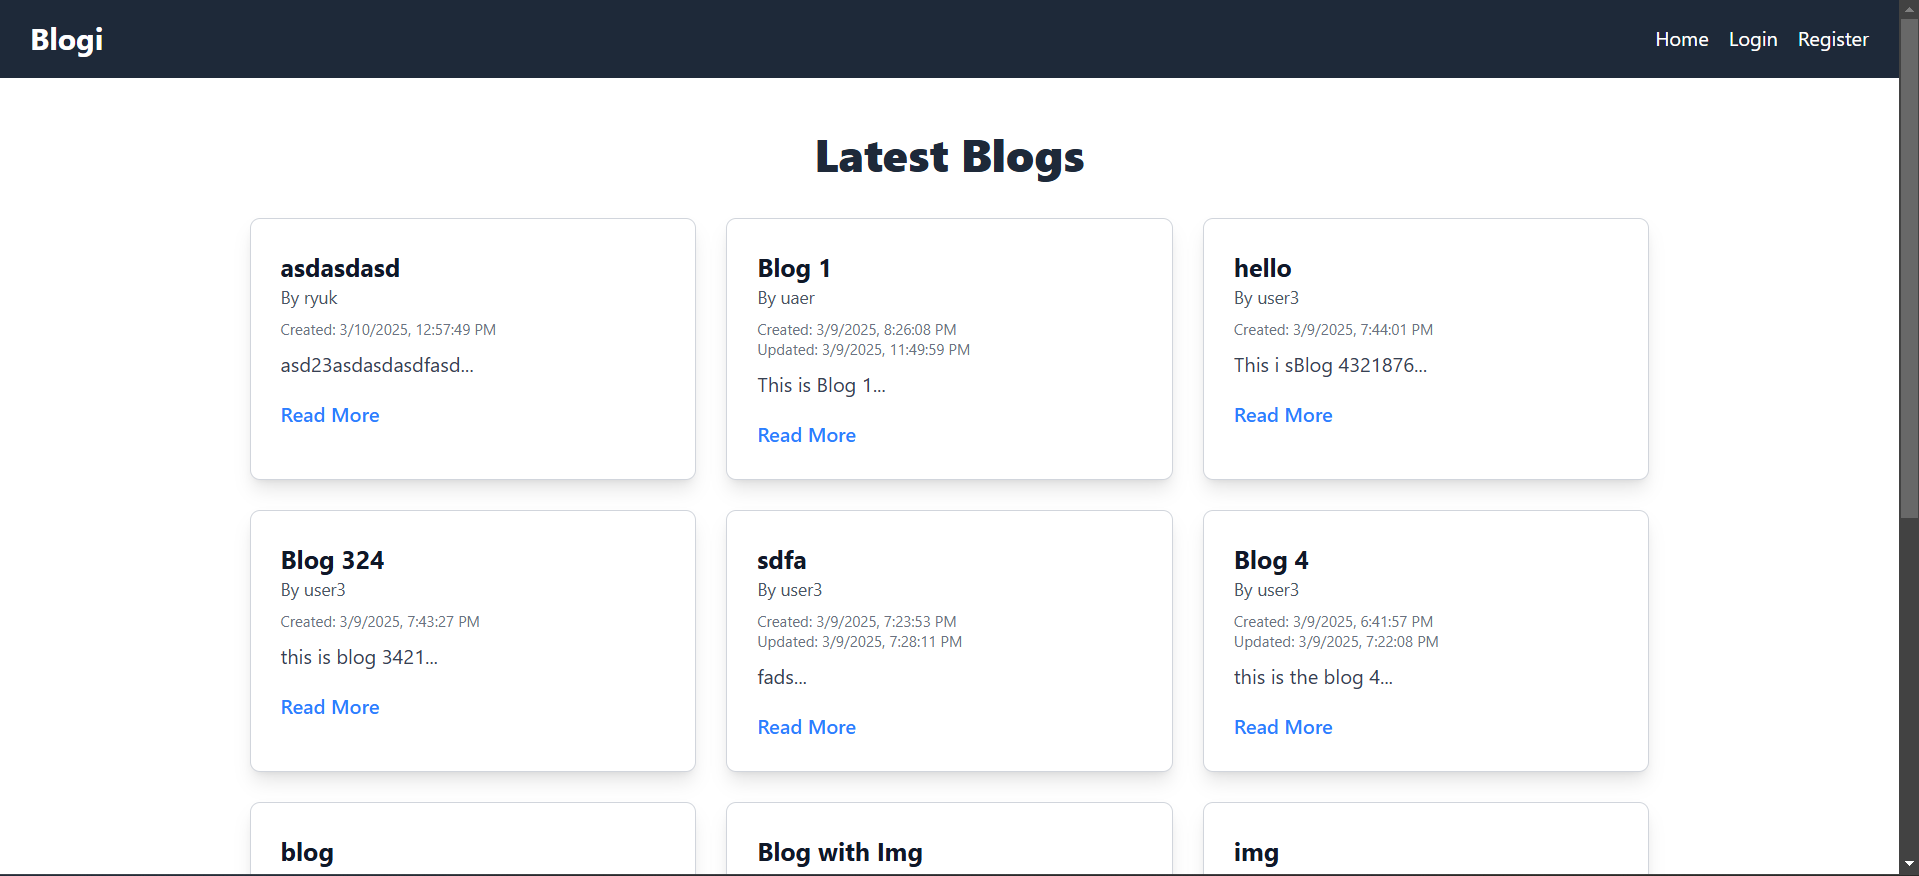 Blogi
Home Login Register
Latest Blogs
asdasdasd
By ryuk
Created: 3/10/2025, 12:57:49 PM
asd23asdasdasdfasd...
Read More
Blog 1
By uaer
Created: 3/9/2025, 8:26:08 PM
Updated: 3/9/2025, 11:49:59 PM
This is Blog 1...
Read More
hello
By user3
Created: 3/9/2025, 7:44:01 PM
This i sBlog 4321876...
Read More
Blog 324
By user3
Created: 3/9/2025, 7:43:27 PM
this is blog 3421...
Read More
sdfa
By user3
Created: 3/9/2025, 7:23:53 PM
Updated: 3/9/2025, 7:28:11 PM
fads...
Read More
Blog 4
By user3
Created: 3/9/2025, 6:41:57 PM
Updated: 3/9/2025, 7:22:08 PM
this is the blog 4...
Read More
blog
Blog with Img
img